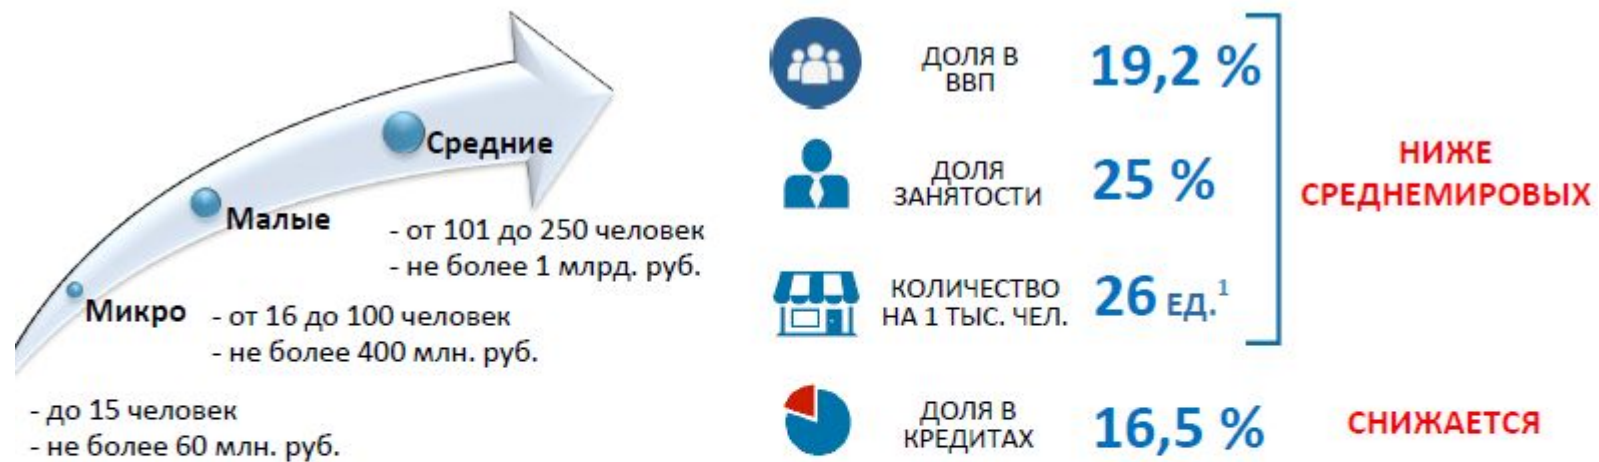 Средние
- от 101 до 250 человек
- не более 1 млрд. руб.
Малые
- от 16 до 100 человек
- не более 400 млн. руб.
Микро
- до 15 человек
- не более 60 млн. руб.
ДОЛЯ В
ВВП
19,2 %
ДОЛЯ
ЗАНЯТОСТИ
25 %
КОЛИЧЕСТВО
НА 1 ТЫС. ЧЕЛ.
26 ЕД.¹
НИЖЕ
СРЕДНЕМИРОВЫХ
ДОЛЯ В
КРЕДИТАХ
16,5 %
СНИЖАЕТСЯ